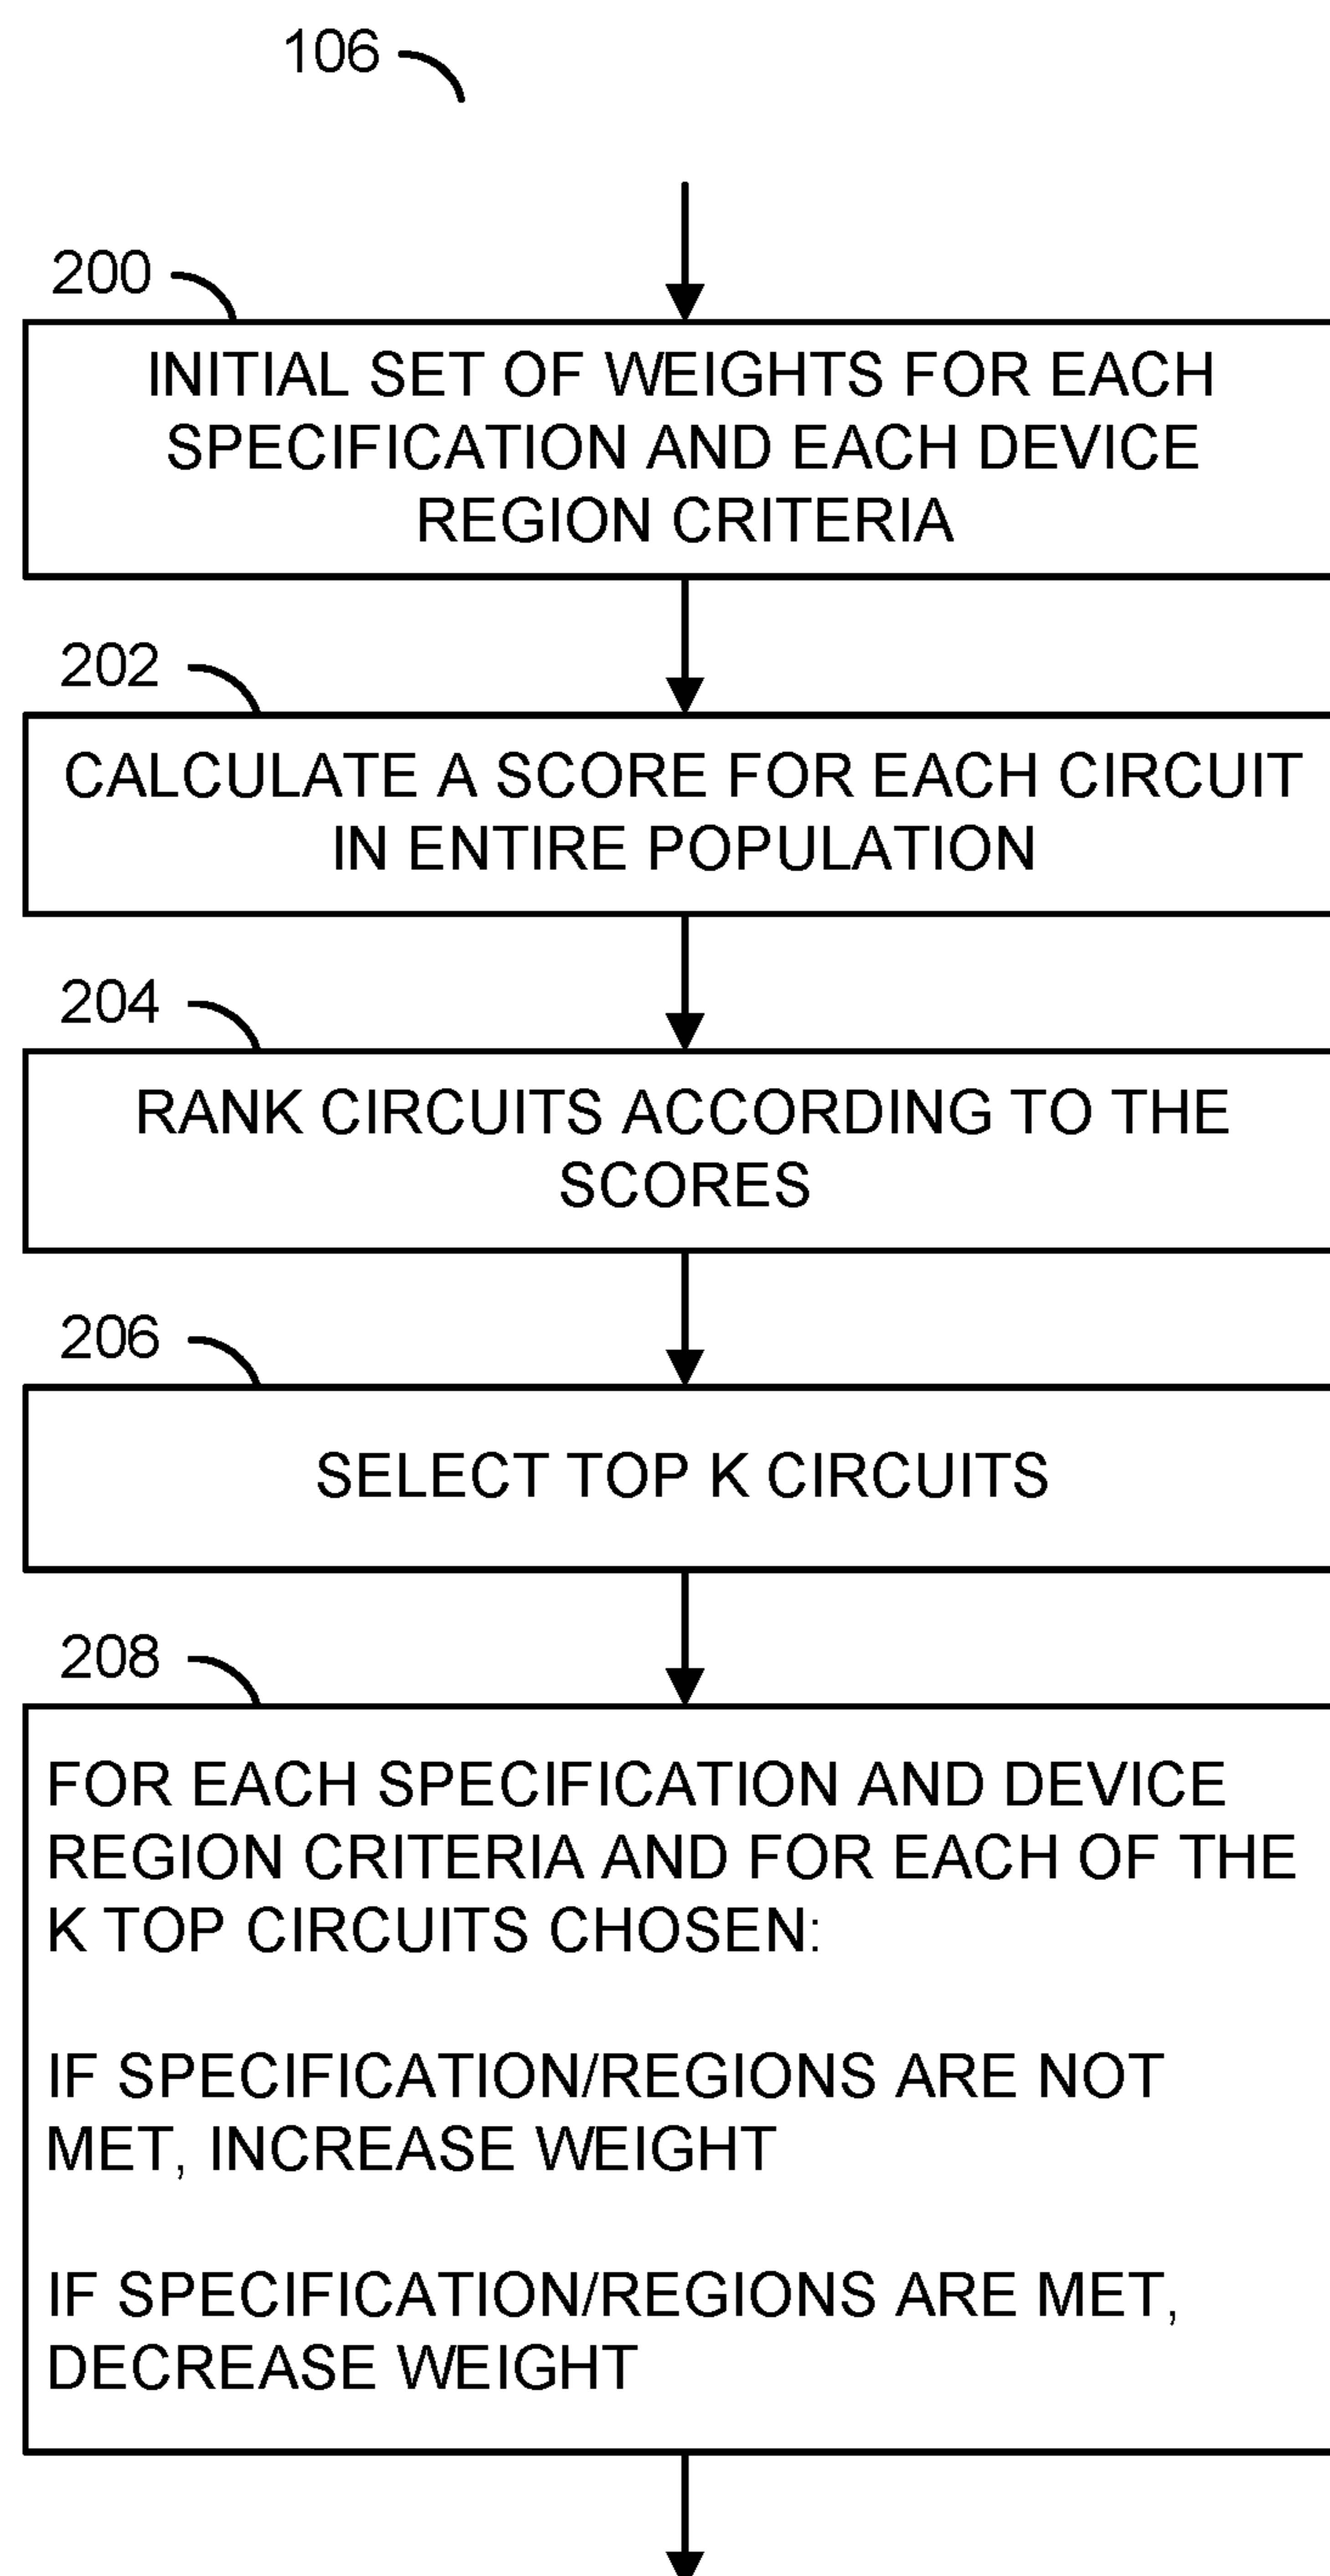 106
200
INITIAL SET OF WEIGHTS FOR EACH
SPECIFICATION AND EACH DEVICE
REGION CRITERIA
202
CALCULATE A SCORE FOR EACH CIRCUIT
IN ENTIRE POPULATION
204
RANK CIRCUITS ACCORDING TO THE
SCORES
206
SELECT TOP K CIRCUITS
208
FOR EACH SPECIFICATION AND DEVICE
REGION CRITERIA AND FOR EACH OF THE
K TOP CIRCUITS CHOSEN:
IF SPECIFICATION/REGIONS ARE NOT
MET, INCREASE WEIGHT
IF SPECIFICATION/REGIONS ARE MET,
DECREASE WEIGHT